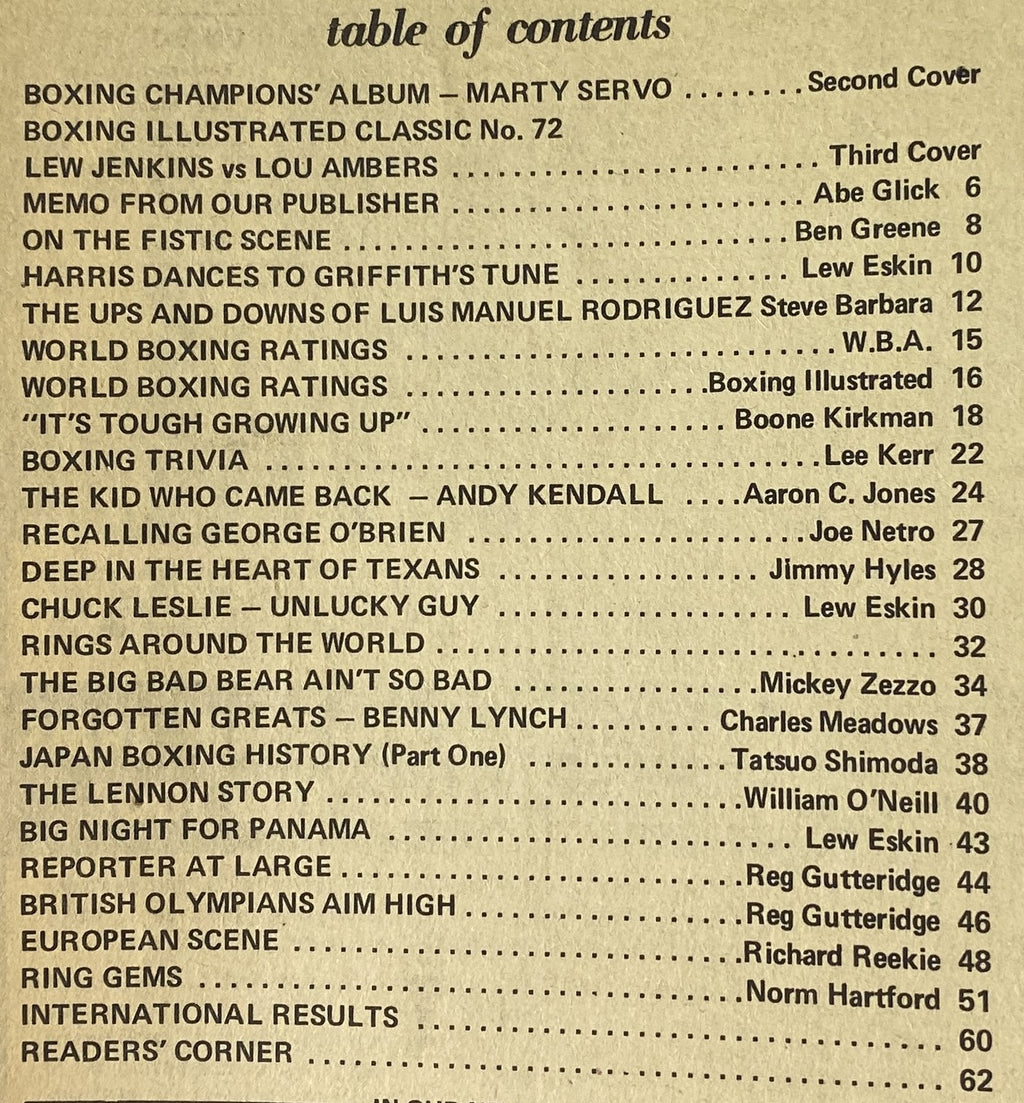 table of contents
BOXING CHAMPIONS' ALBUM – MARTY SERVO ........Second Cover
BOXING ILLUSTRATED CLASSIC No. 72
LEW JENKINS vs LOU AMBERS ........................ Third Cover
MEMO FROM OUR PUBLISHER ....................... Abe Glick 6
ON THE FISTIC SCENE ............................. Ben Greene 8
HARRIS DANCES TO GRIFFITH'S TUNE .............. Lew Eskin 10
THE UPS AND DOWNS OF LUIS MANUEL RODRIGUEZ Steve Barbara 12
WORLD BOXING RATINGS ............................ W.B.A. 15
WORLD BOXING RATINGS ....................Boxing Illustrated 16
"IT'S TOUGH GROWING UP" .................... Boone Kirkman 18
BOXING TRIVIA .....................................Lee Kerr 22
THE KID WHO CAME BACK – ANDY KENDALL ....Aaron C. Jones 24
RECALLING GEORGE O'BRIEN ......................Joe Netro 27
DEEP IN THE HEART OF TEXANS ................. Jimmy Hyles 28
CHUCK LESLIE – UNLUCKY GUY ................... Lew Eskin 30
RINGS AROUND THE WORLD ................................. 32
THE BIG BAD BEAR AIN'T SO BAD ................Mickey Zezzo 34
FORGOTTEN GREATS – BENNY LYNCH ......... Charles Meadows 37
JAPAN BOXING HISTORY (Part One) .............Tatsuo Shimoda 38
THE LENNON STORY ...........................William O'Neill 40
BIG NIGHT FOR PANAMA .......................... Lew Eskin 43
REPORTER AT LARGE ..........................Reg Gutteridge 44
BRITISH OLYMPIANS AIM HIGH ..................Reg Gutteridge 46
EUROPEAN SCENE .............................Richard Reekie 48
RING GEMS ...................................Norm Hartford 51
INTERNATIONAL RESULTS .................................. 60
READERS' CORNER ......................................... 62